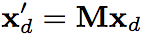 𝐱′_d = 𝐌𝐱_d